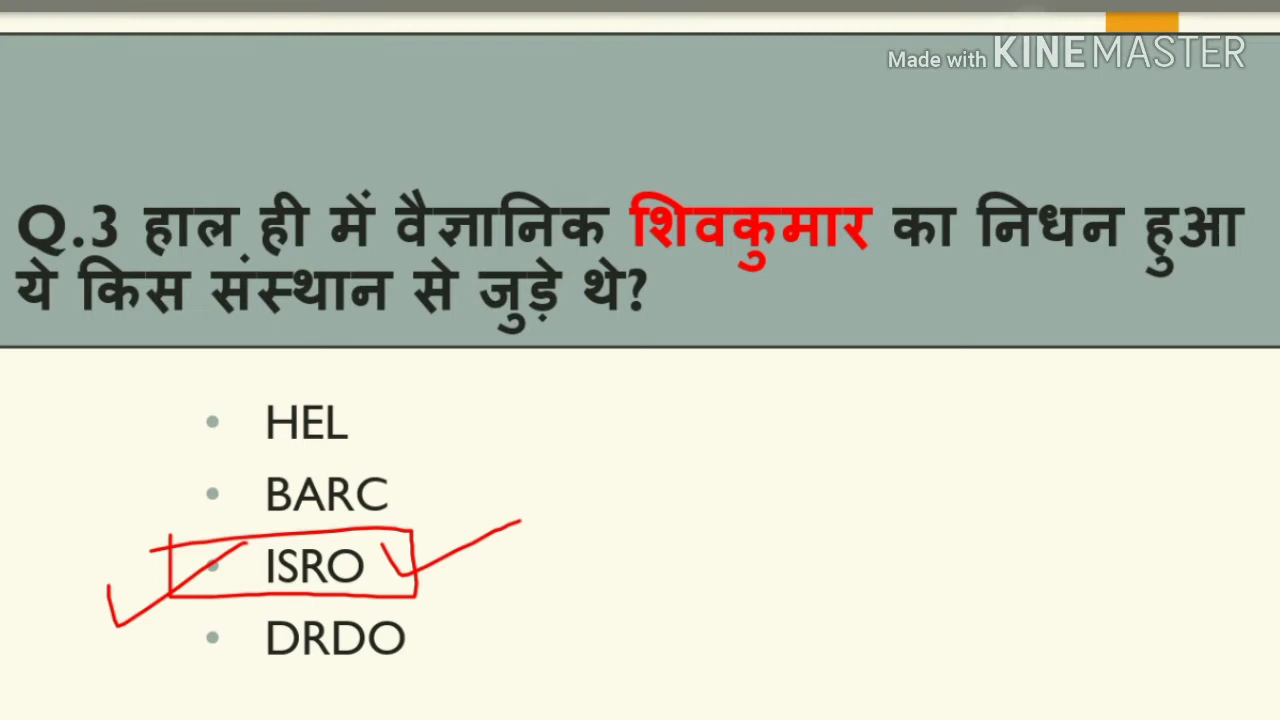 Made with KINEMASTER
Q.3 हाल ही में वैज्ञानिक शिवकुमार का निधन हुआ
ये किस संस्थान से जुड़े थे?
• HEL
• BARC
• ISRO
• DRDO